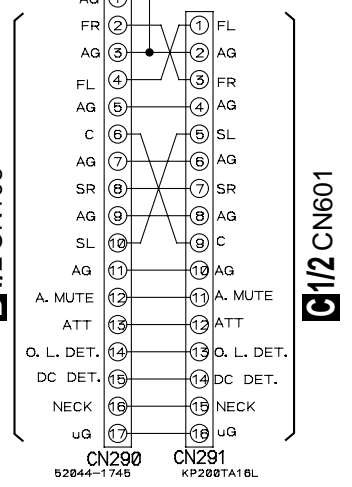 AG 1
FR 2 1 FL
AG 3 2 AG
FL 4 3 FR
AG 5 4 AG
C 6 5 SL
AG 7 6 AG
SR 8 7 SR
AG 9 8 AG
SL 10 9 C
AG 11 10 AG
A. MUTE 12 11 A. MUTE
ATT 13 12 ATT
O. L. DET. 14 13 O. L. DET.
DC DET. 15 14 DC DET.
NECK 16 15 NECK
uG 17 16 uG
CN290 CN291
52044-1745 KP200TA16L
C 1/2 CN601